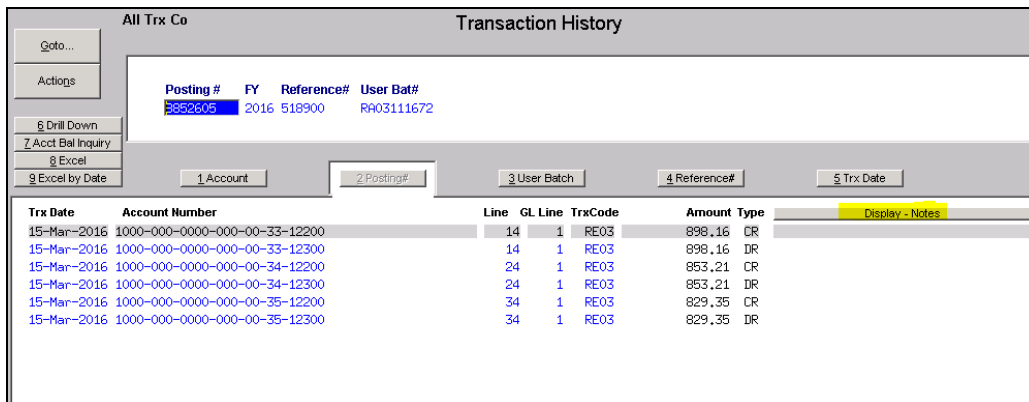 All Trx Co
Transaction History
Goto...
Actions
Posting # FY Reference# User Bat#
3852605 2016 518900 RA03111672
6 Drill Down
7 Acct Bal Inquiry
8 Excel
9 Excel by Date
1 Account
2 Posting#
3 User Batch
4 Reference#
5 Trx Date
Trx Date Account Number Line GL Line TrxCode Amount Type Display - Notes
15-Mar-2016 1000-000-0000-000-00-33-12200 14 1 RE03 898.16 CR
15-Mar-2016 1000-000-0000-000-00-33-12300 14 1 RE03 898.16 DR
15-Mar-2016 1000-000-0000-000-00-34-12200 24 1 RE03 853.21 CR
15-Mar-2016 1000-000-0000-000-00-34-12300 24 1 RE03 853.21 DR
15-Mar-2016 1000-000-0000-000-00-35-12200 34 1 RE03 829.35 CR
15-Mar-2016 1000-000-0000-000-00-35-12300 34 1 RE03 829.35 DR